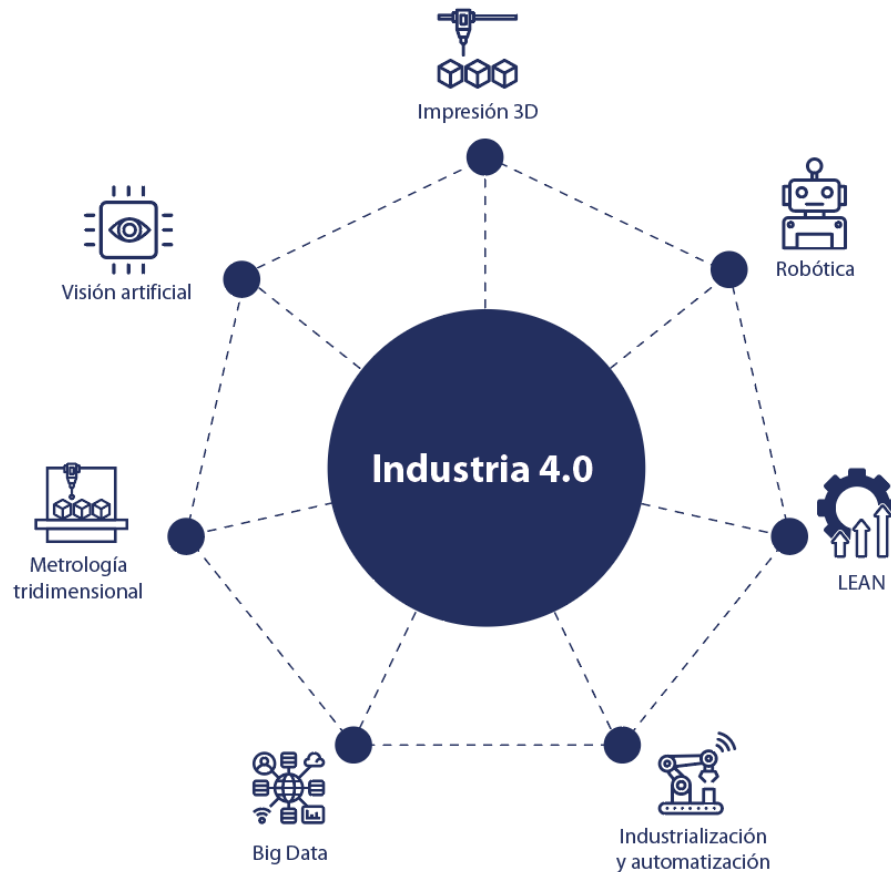 Impresión 3D
Robótica
Visión artificial
Industria 4.0
Metrología
tridimensional
LEAN
Big Data
Industrialización
y automatización